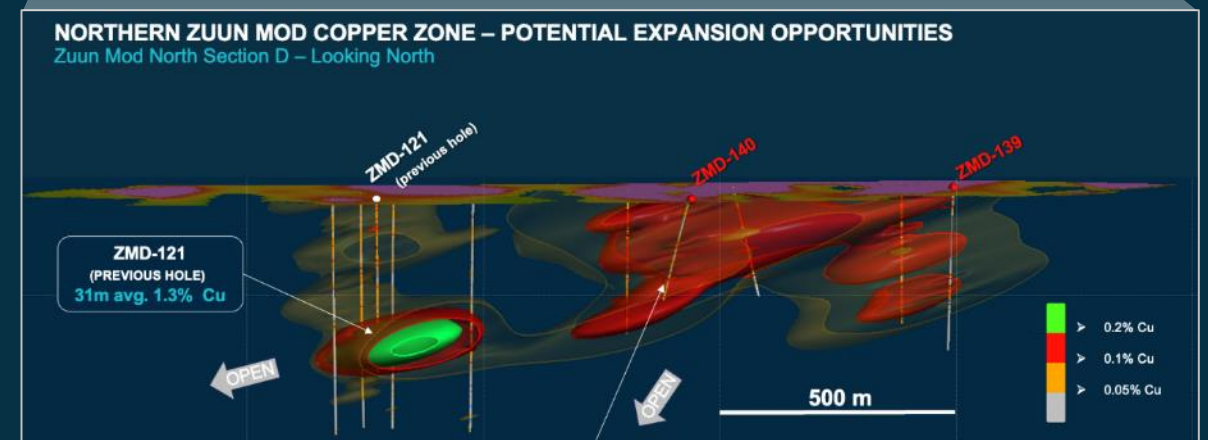 NORTHERN ZUUN MOD COPPER ZONE – POTENTIAL EXPANSION OPPORTUNITIES
Zuun Mod North Section D – Looking North
ZMD-121
(previous hole)
ZMD-140
ZMD-139
ZMD-121
(PREVIOUS HOLE)
31m avg. 1.3% Cu
OPEN
OPEN
500 m
➢ 0.2% Cu
➢ 0.1% Cu
➢ 0.05% Cu